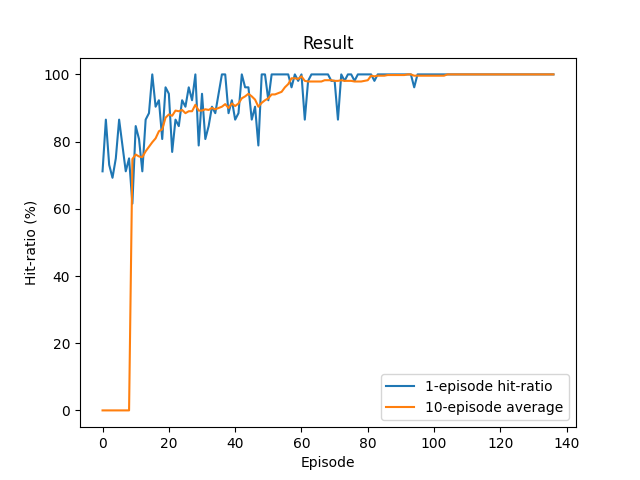 Result
100
80
60
40
20
0
Hit-ratio (%)
0 20 40 60 80 100 120 140
Episode
1-episode hit-ratio
10-episode average